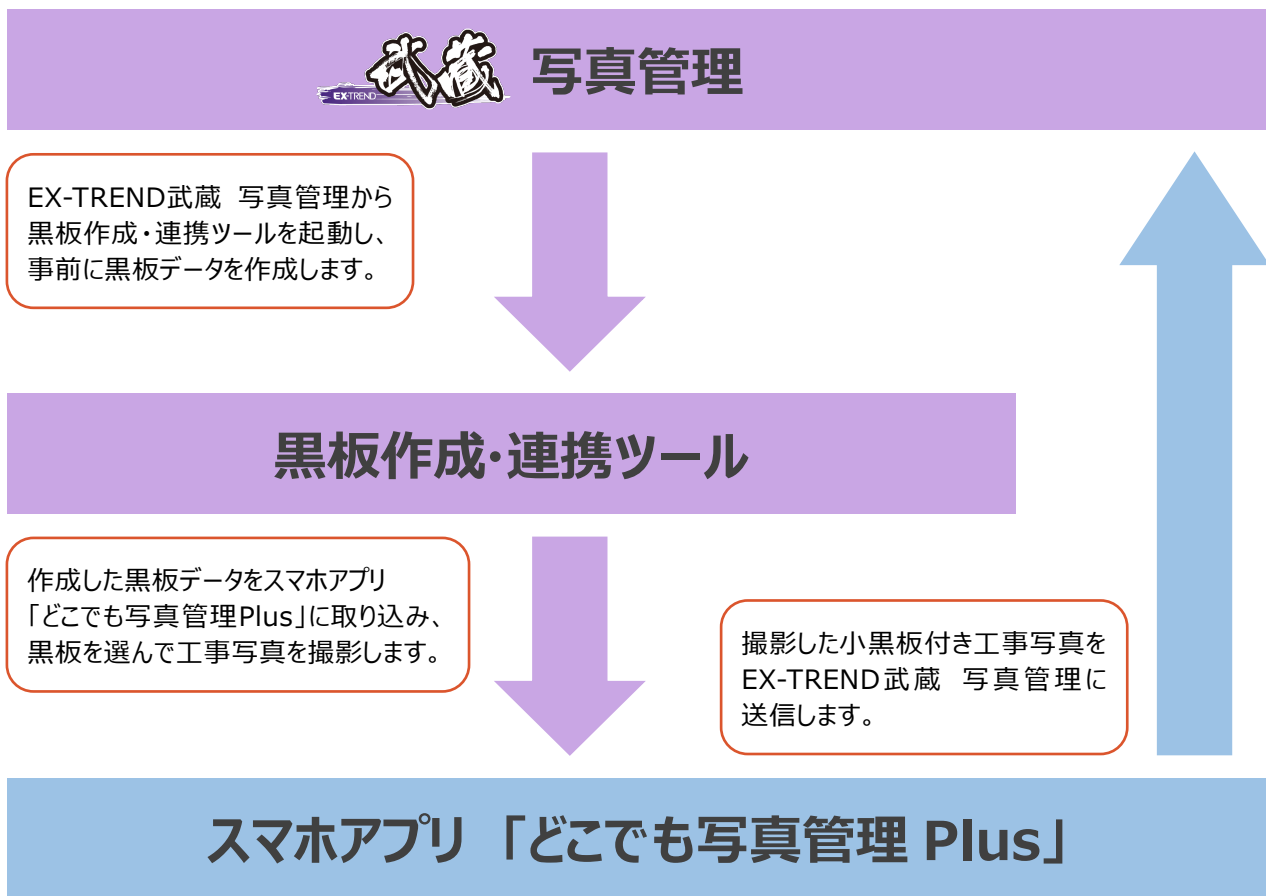 EX-TREND 武蔵 写真管理
EX-TREND武蔵 写真管理から
黒板作成・連携ツールを起動し、
事前に黒板データを作成します。
黒板作成・連携ツール
作成した黒板データをスマホアプリ
「どこでも写真管理Plus」に取り込み、
黒板を選んで工事写真を撮影します。
撮影した小黒板付き工事写真を
EX-TREND武蔵 写真管理に
送信します。
スマホアプリ「どこでも写真管理 Plus」